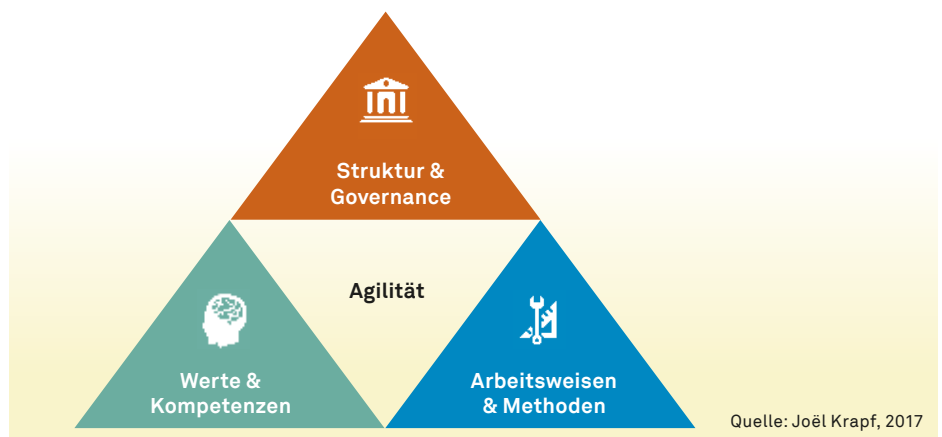 Struktur &
Governance
Agilität
Werte &
Kompetenzen
Arbeitsweisen
& Methoden
Quelle: Joël Krapf, 2017